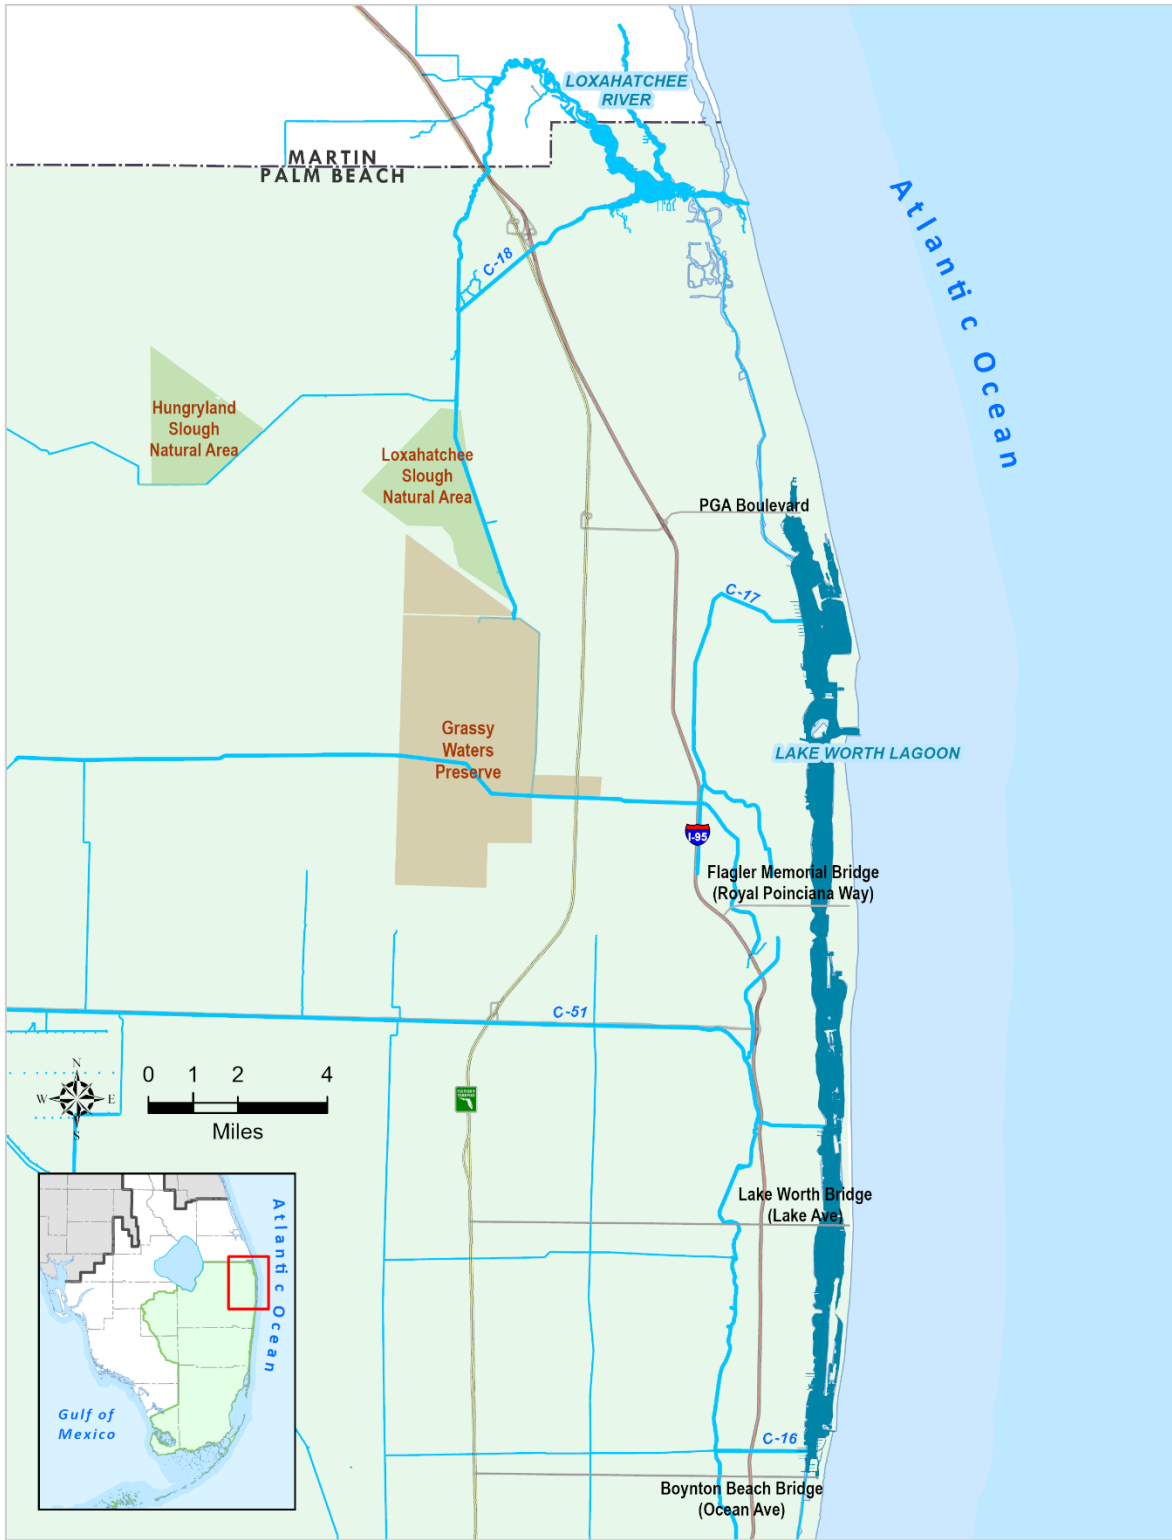 LOXAHATCHEE
RIVER
MARTIN
PALM BEACH
Atlantic Ocean
C-18
Hungryland
Slough
Natural Area
Loxahatchee
Slough
Natural Area
PGA Boulevard
C-17
Grassy
Waters
Preserve
LAKE WORTH LAGOON
I-95
Flagler Memorial Bridge
(Royal Poinciana Way)
C-51
N
W E
S
0 1 2 4
Miles
Lake Worth Bridge
(Lake Ave)
Atlantic Ocean
Gulf of
Mexico
C-16
Boynton Beach Bridge
(Ocean Ave)